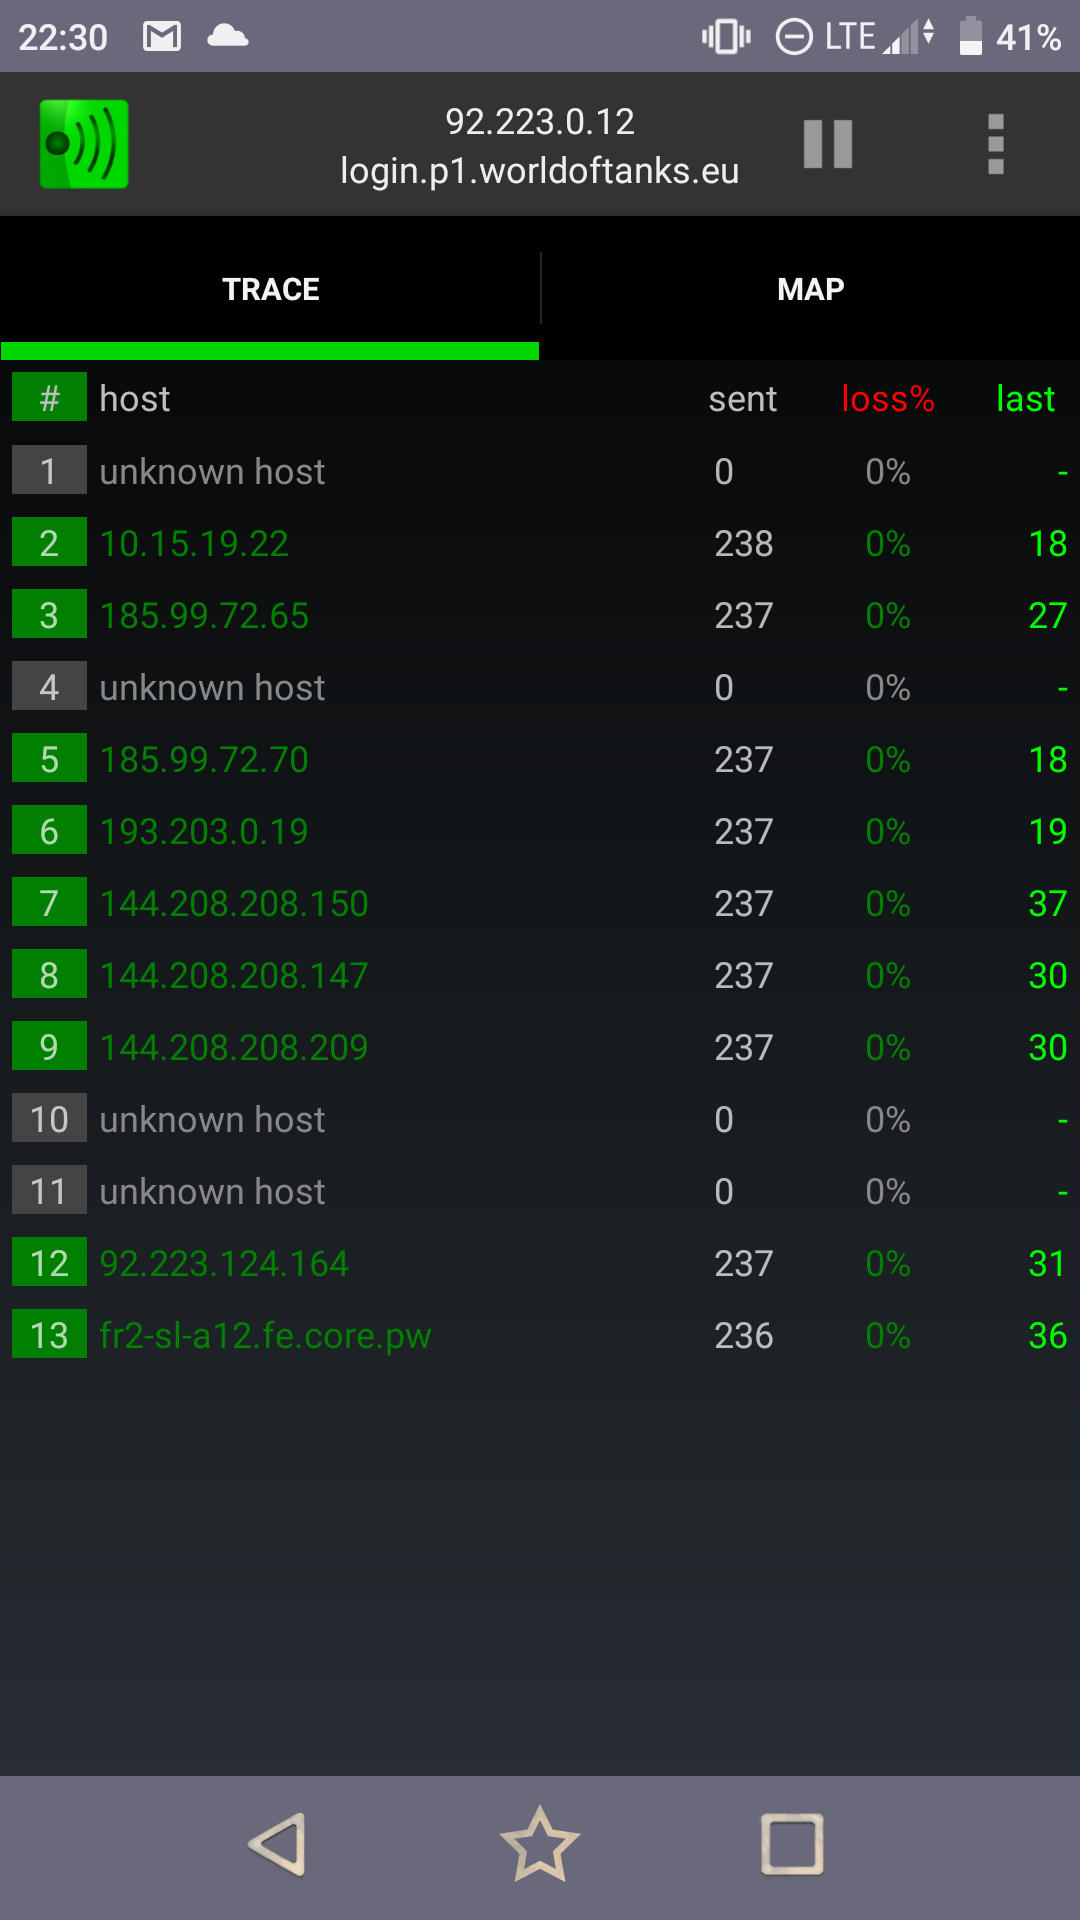 22:30 LTE 41%
92.223.0.12
login.p1.worldoftanks.eu
TRACE MAP
# host sent loss% last
1 unknown host 0 0% -
2 10.15.19.22 238 0% 18
3 185.99.72.65 237 0% 27
4 unknown host 0 0% -
5 185.99.72.70 237 0% 18
6 193.203.0.19 237 0% 19
7 144.208.208.150 237 0% 37
8 144.208.208.147 237 0% 30
9 144.208.208.209 237 0% 30
10 unknown host 0 0% -
11 unknown host 0 0% -
12 92.223.124.164 237 0% 31
13 fr2-sl-a12.fe.core.pw 236 0% 36